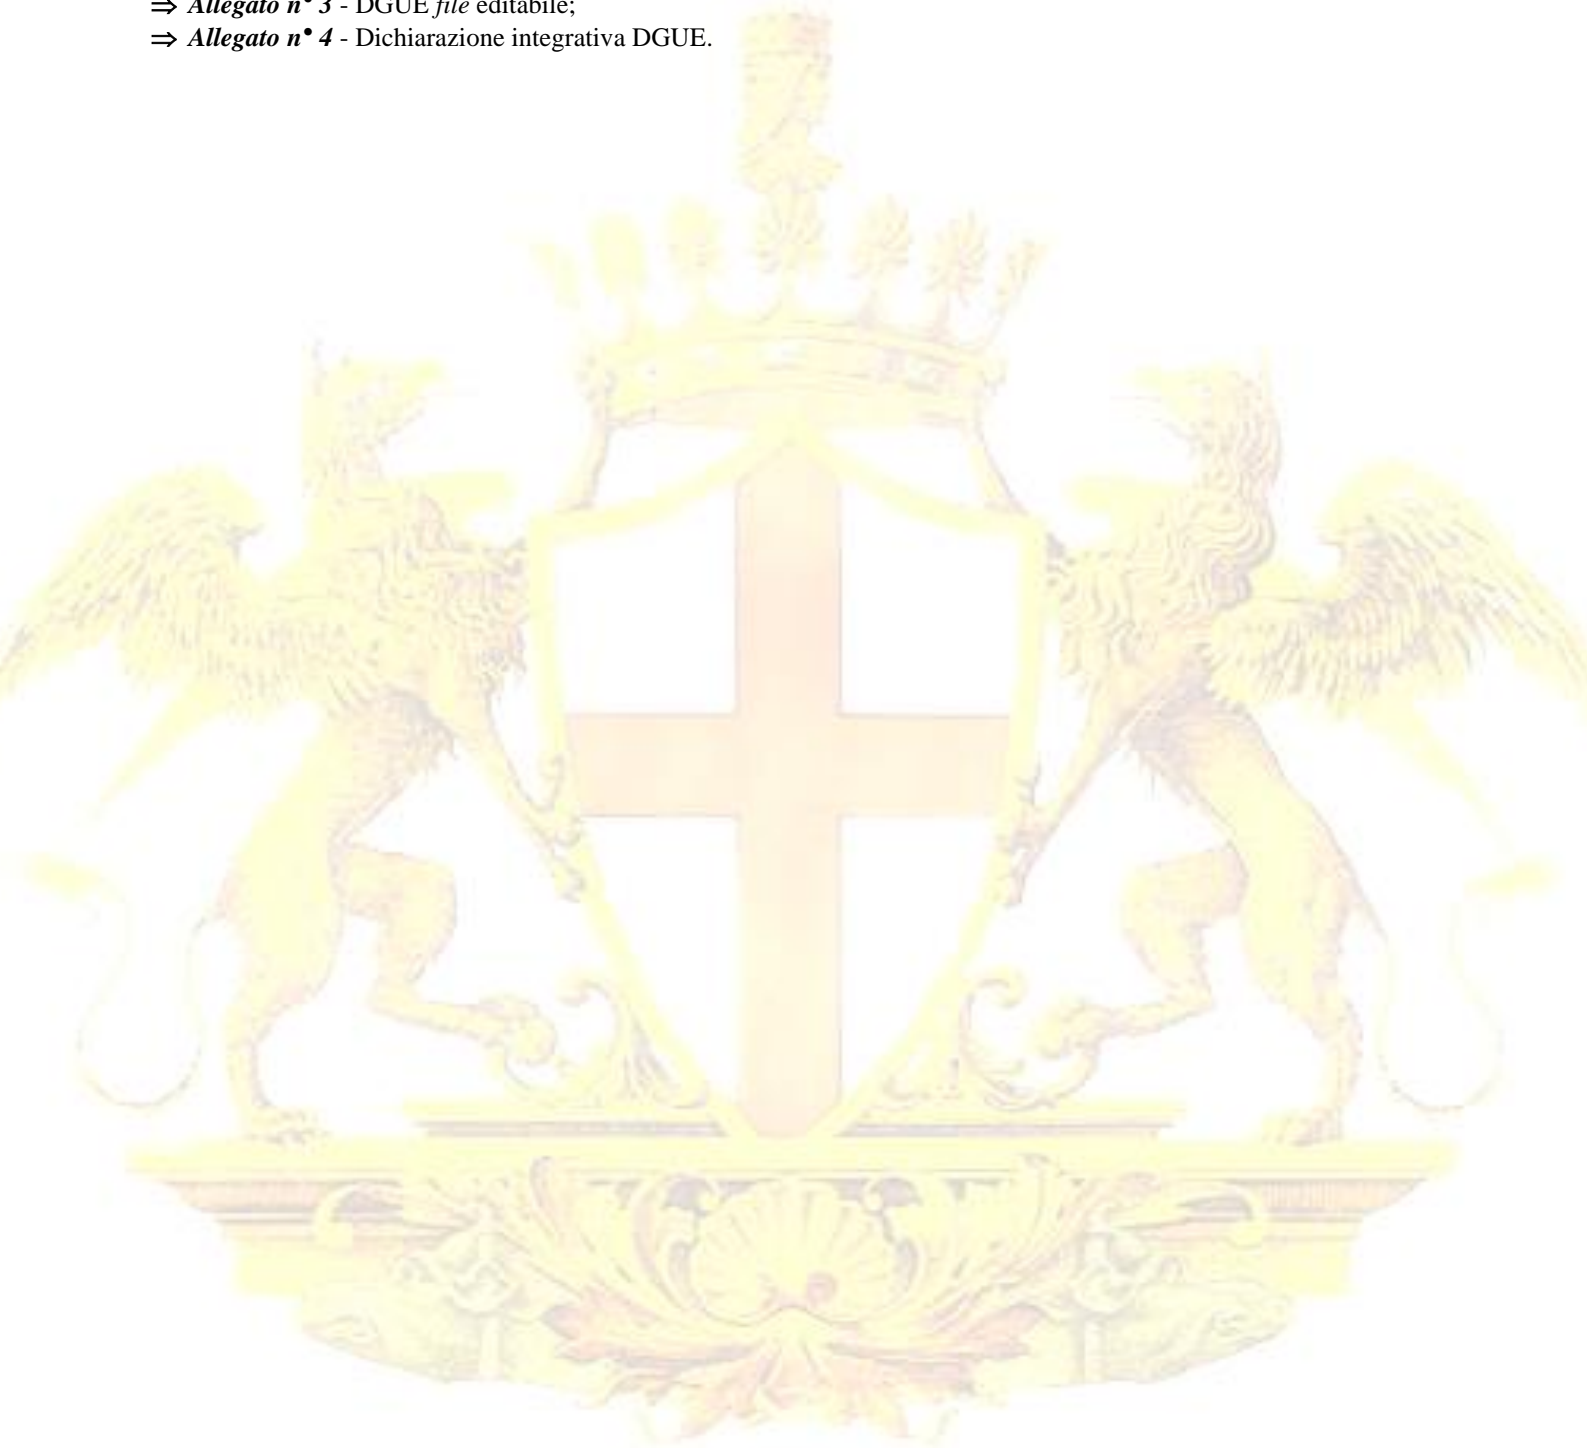 ⇒ Allegato n° 3 - DGUE file editabile;
⇒ Allegato n° 4 - Dichiarazione integrativa DGUE.